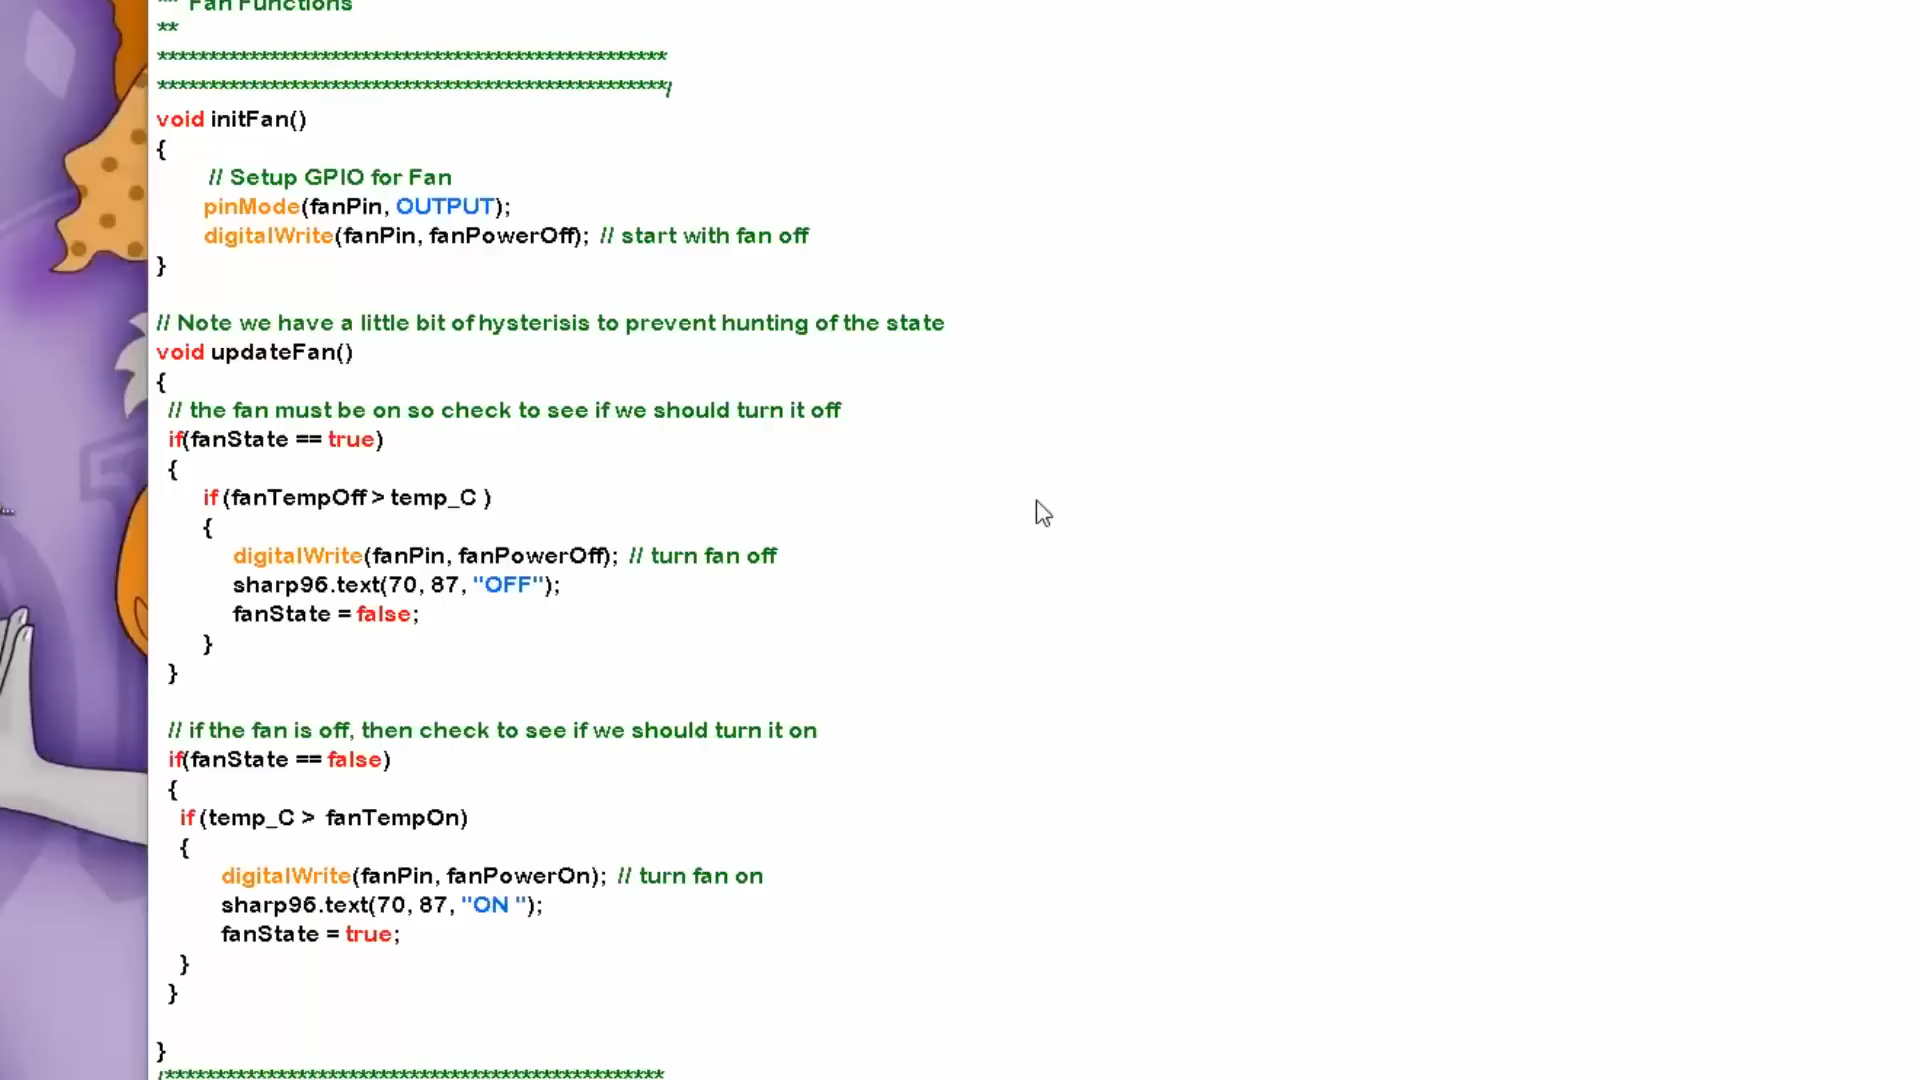 ** Fan Functions
**
**************************************************
**************************************************/
void initFan()
{
// Setup GPIO for Fan
pinMode(fanPin, OUTPUT);
digitalWrite(fanPin, fanPowerOff); // start with fan off
}
// Note we have a little bit of hysterisis to prevent hunting of the state
void updateFan()
{
// the fan must be on so check to see if we should turn it off
if(fanState == true)
{
if (fanTempOff > temp_C )
{
digitalWrite(fanPin, fanPowerOff); // turn fan off
sharp96.text(70, 87, "OFF");
fanState = false;
}
}
// if the fan is off, then check to see if we should turn it on
if(fanState == false)
{
if (temp_C > fanTempOn)
{
digitalWrite(fanPin, fanPowerOn); // turn fan on
sharp96.text(70, 87, "ON ");
fanState = true;
}
}
}
/*************************************************